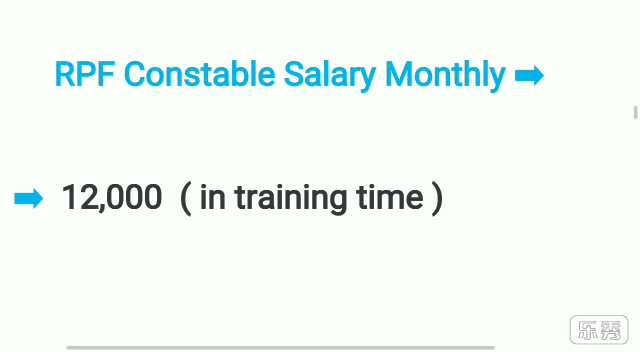 RPF Constable Salary Monthly ➡
➡ 12,000 ( in training time )
乐秀